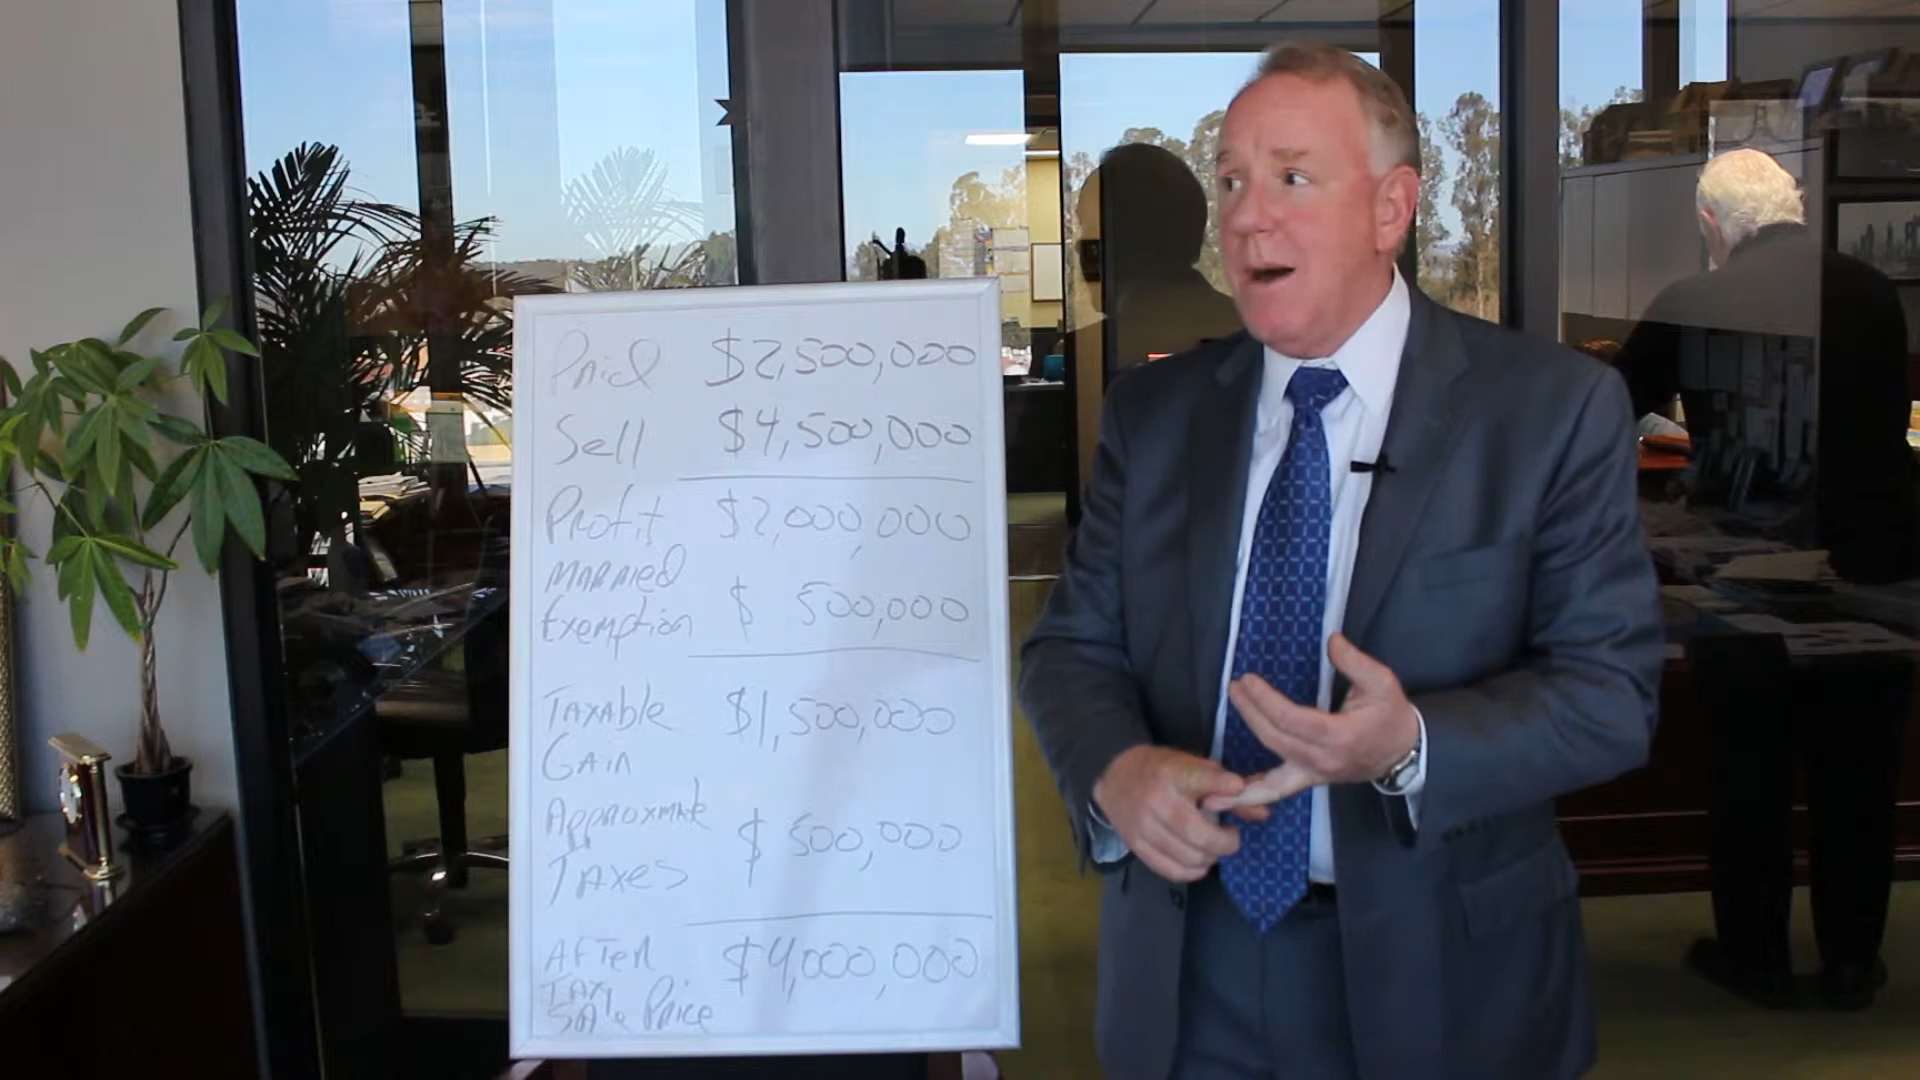 Paid $2,500,000
Sell $4,500,000
Profit $2,000,000
Married
Exemption $ 500,000
Taxable $1,500,000
Gain
Approxmate $ 500,000
Taxes
After $4,000,000
Tax
Sale Price